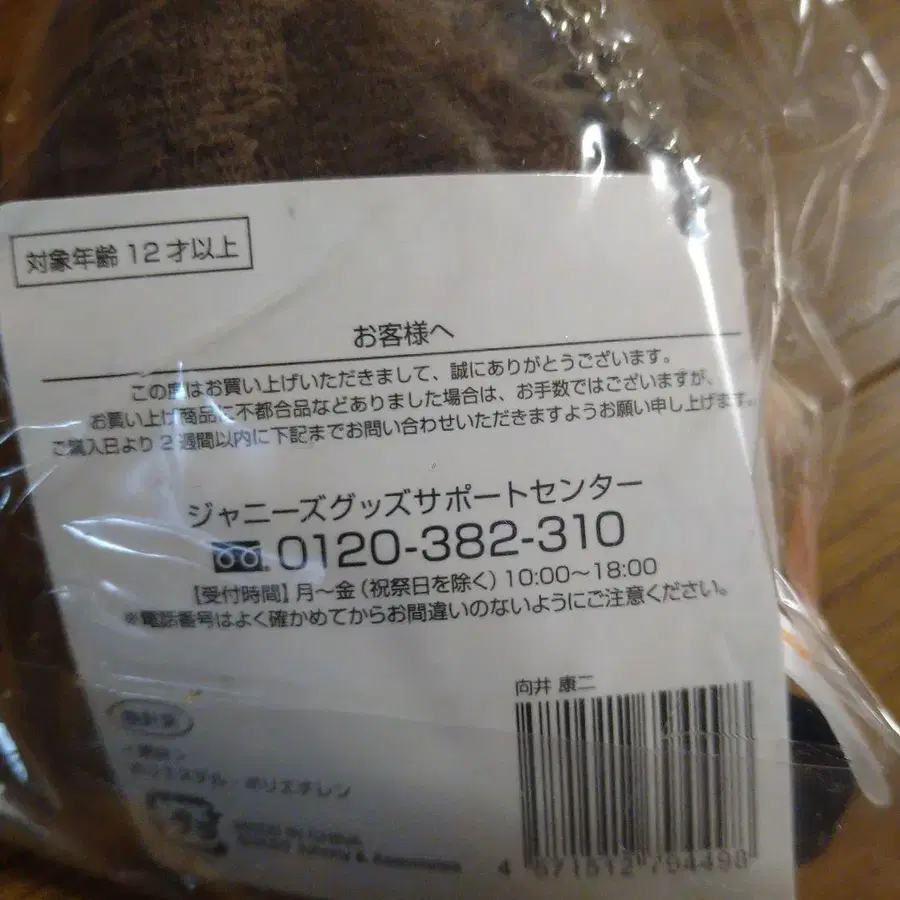 対象年齢 12才以上
お客様へ
この度はお買い上げいただきまして、誠にありがとうございます。
お買い上げ商品に不都合品などありました場合は、お手数ではございますが、
ご購入日より2週間以内に下記までお問い合わせいただきますようお願い申し上げます。
ジャニーズグッズサポートセンター
0120-382-310
【受付時間】月〜金(祝祭日を除く)10:00〜18:00
※電話番号はよく確かめてからお間違いのないようにご注意ください。
向井 康二
ポリエステル・ポリエチレン
MADE IN CHINA
4 571512 794498